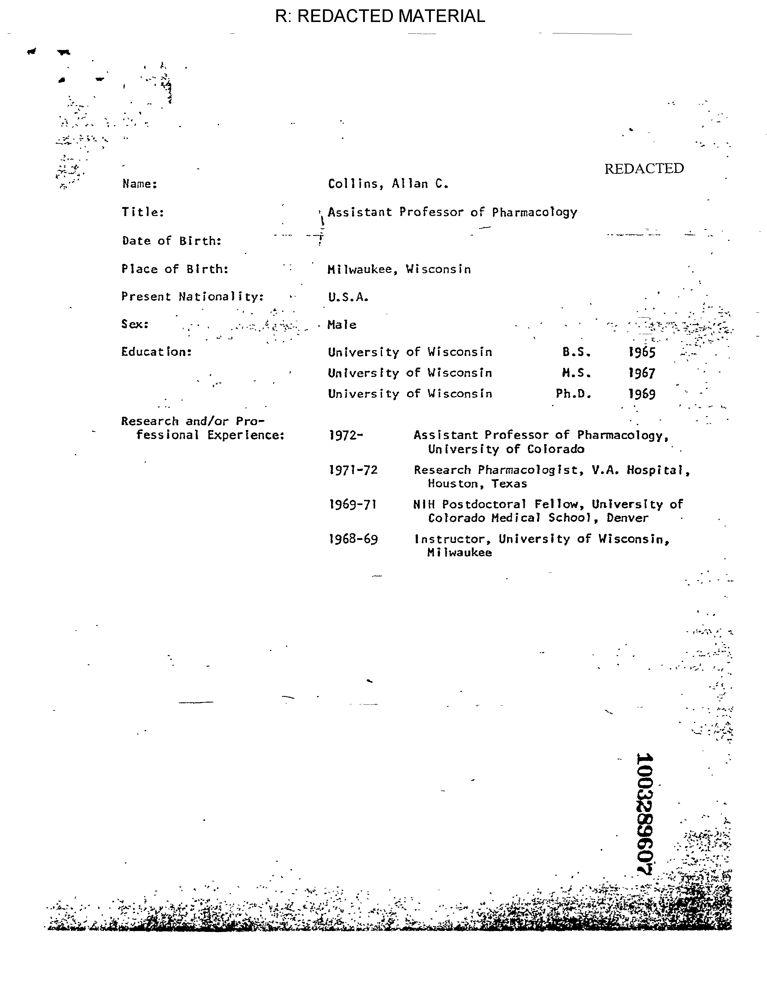 R: REDACTED MATERIAL
REDACTED
Name: Collins, Allan C.
Title: Assistant Professor of Pharmacology
Date of Birth:
Place of Birth: Milwaukee, Wisconsin
Present Nationality: U.S.A.
Sex: Male
Education: University of Wisconsin B.S. 1965
University of Wisconsin M.S. 1967
University of Wisconsin Ph.D. 1969
Research and/or Pro-
fessional Experience: 1972- Assistant Professor of Pharmacology,
University of Colorado
1971-72 Research Pharmacologist, V.A. Hospital,
Houston, Texas
1969-71 NIH Postdoctoral Fellow, University of
Colorado Medical School, Denver
1968-69 Instructor, University of Wisconsin,
Milwaukee
1003289607